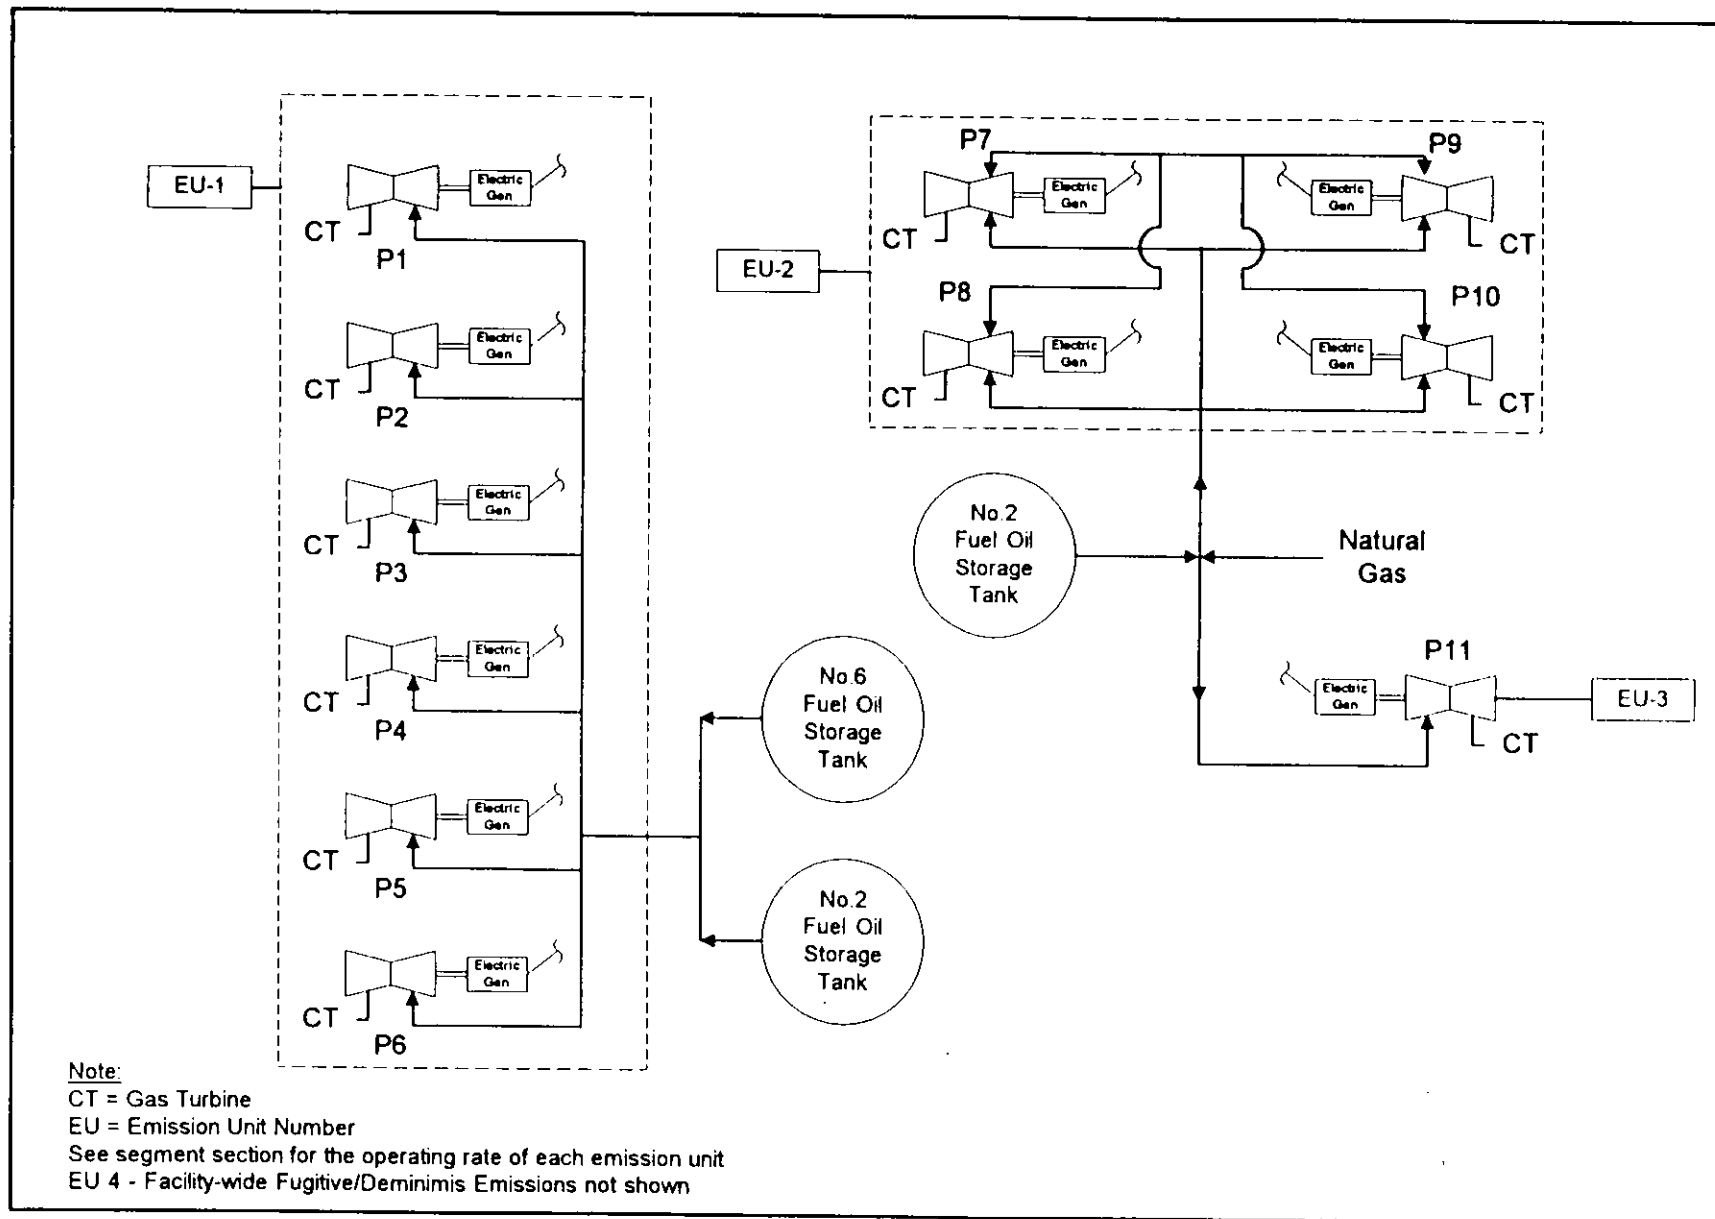 EU-1
Electric
Gen
CT
P1
Electric
Gen
CT
P2
Electric
Gen
CT
P3
Electric
Gen
CT
P4
Electric
Gen
CT
P5
Electric
Gen
CT
P6
No.6
Fuel Oil
Storage
Tank
No.2
Fuel Oil
Storage
Tank
EU-2
P7
Electric
Gen
CT
P9
Electric
Gen
CT
P8
Electric
Gen
CT
P10
Electric
Gen
CT
No.2
Fuel Oil
Storage
Tank
Natural
Gas
P11
Electric
Gen
CT
EU-3
Note:
CT = Gas Turbine
EU = Emission Unit Number
See segment section for the operating rate of each emission unit
EU 4 - Facility-wide Fugitive/Deminimis Emissions not shown